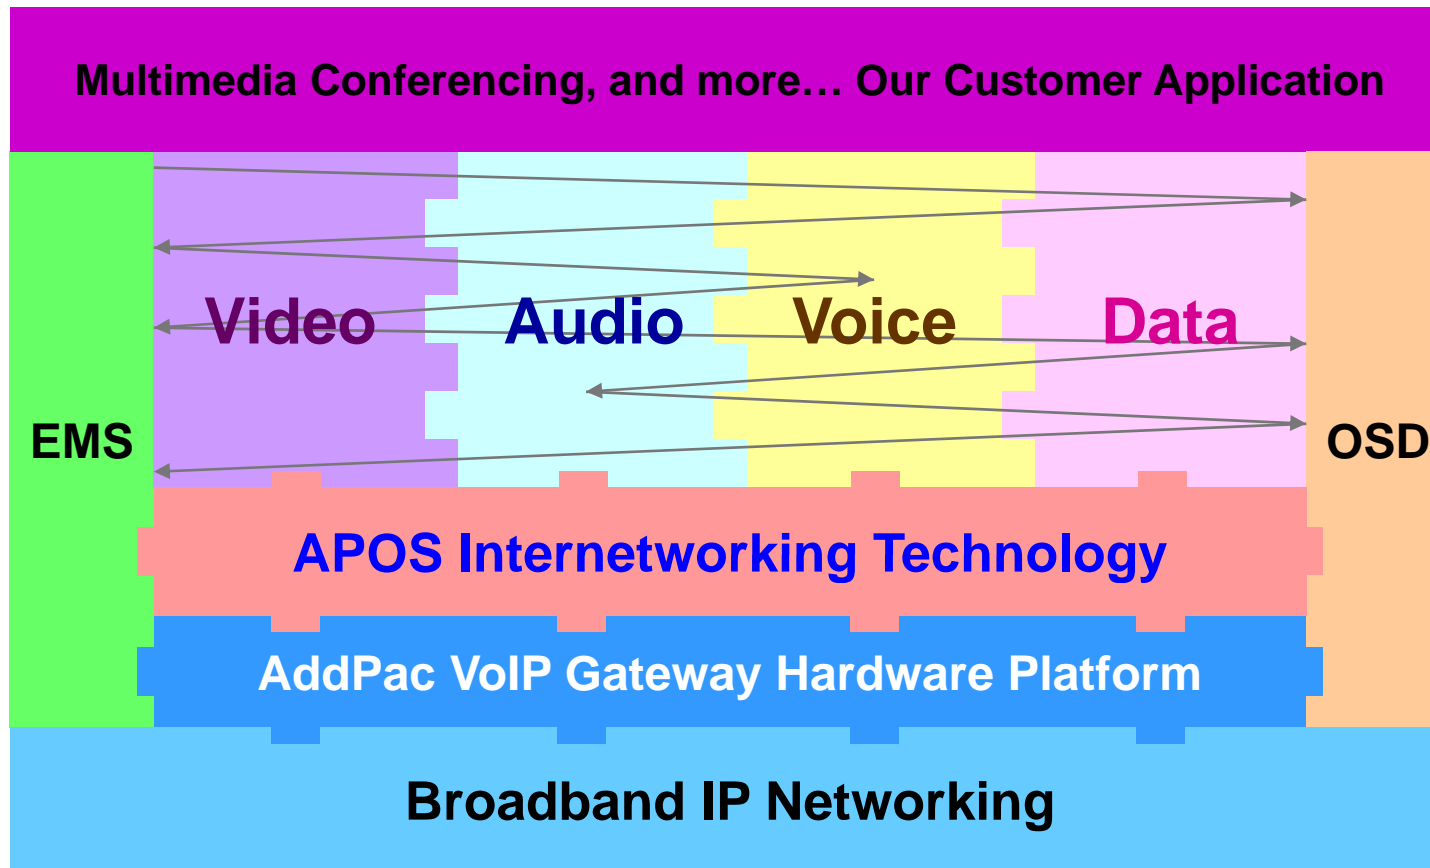 Multimedia Conferencing, and more… Our Customer Application
Video Audio Voice Data
EMS OSD
APOS Internetworking Technology
AddPac VoIP Gateway Hardware Platform
Broadband IP Networking